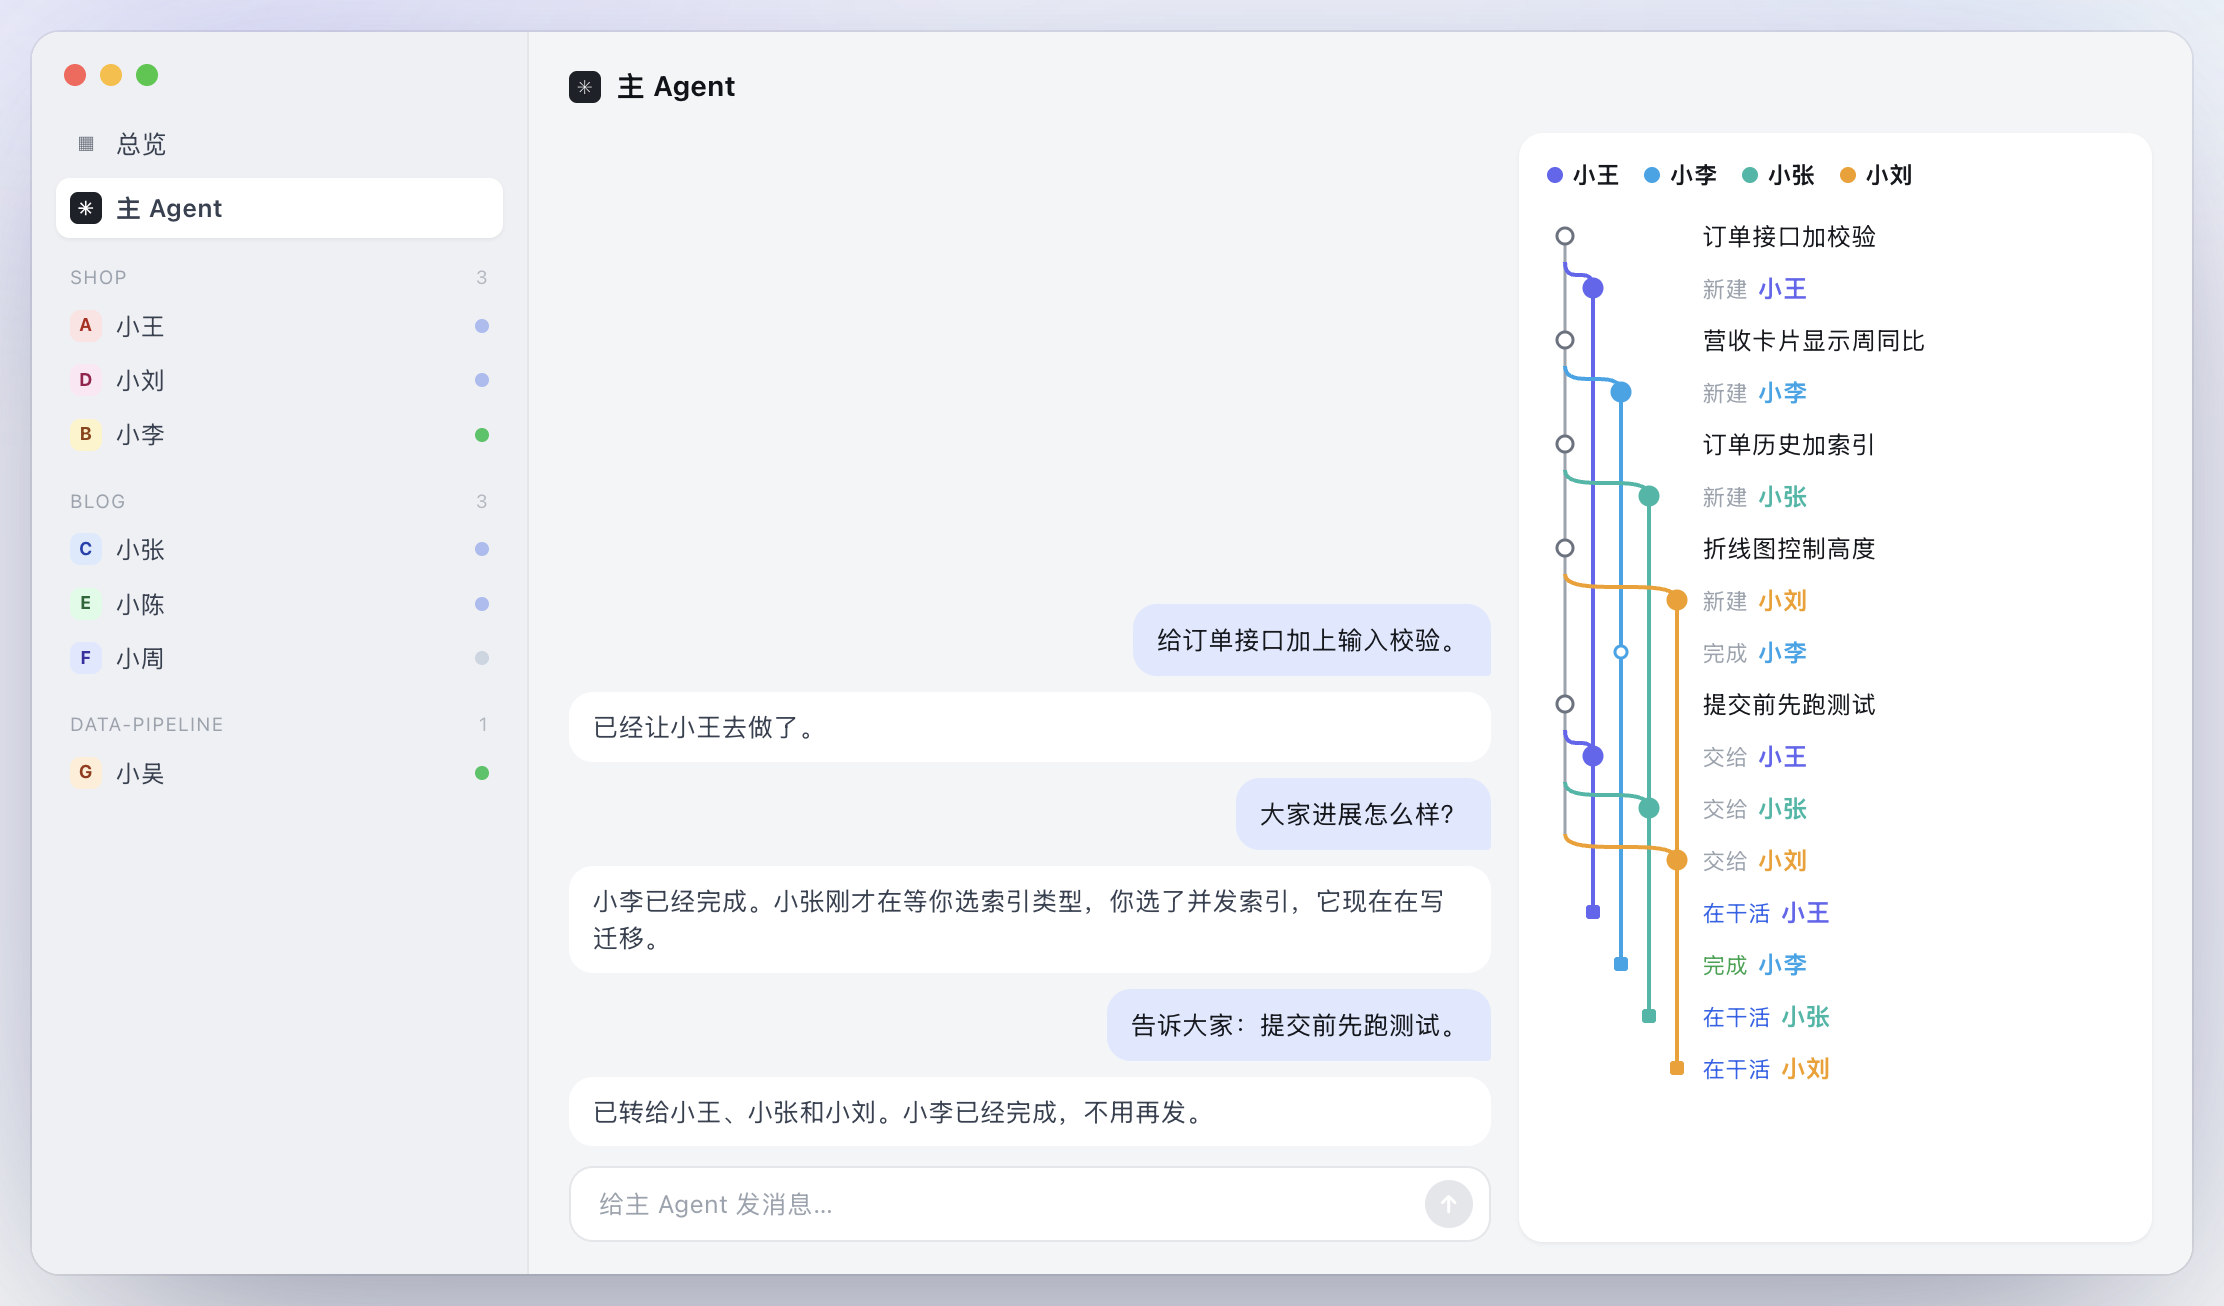 总览
主 Agent
SHOP 3
A 小王
D 小刘
B 小李
BLOG 3
C 小张
E 小陈
F 小周
DATA-PIPELINE 1
G 小吴
主 Agent
给订单接口加上输入校验。
已经让小王去做了。
大家进展怎么样？
小李已经完成。小张刚才在等你选索引类型，你选了并发索引，它现在在写
迁移。
告诉大家：提交前先跑测试。
已转给小王、小张和小刘。小李已经完成，不用再发。
给主 Agent 发消息…
小王 小李 小张 小刘
订单接口加校验
新建 小王
营收卡片显示周同比
新建 小李
订单历史加索引
新建 小张
折线图控制高度
新建 小刘
完成 小李
提交前先跑测试
交给 小王
交给 小张
交给 小刘
在干活 小王
完成 小李
在干活 小张
在干活 小刘